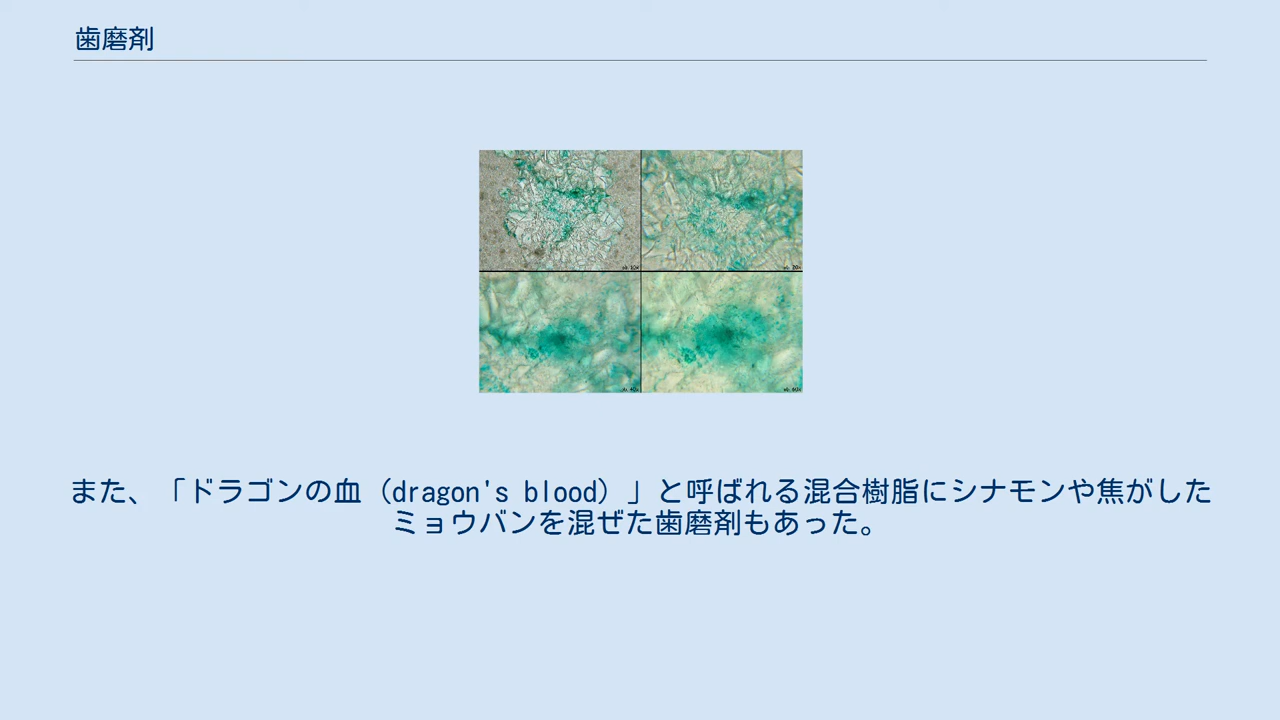 歯磨剤
また、「ドラゴンの血（dragon's blood）」と呼ばれる混合樹脂にシナモンや焦がした
ミョウバンを混ぜた歯磨剤もあった。